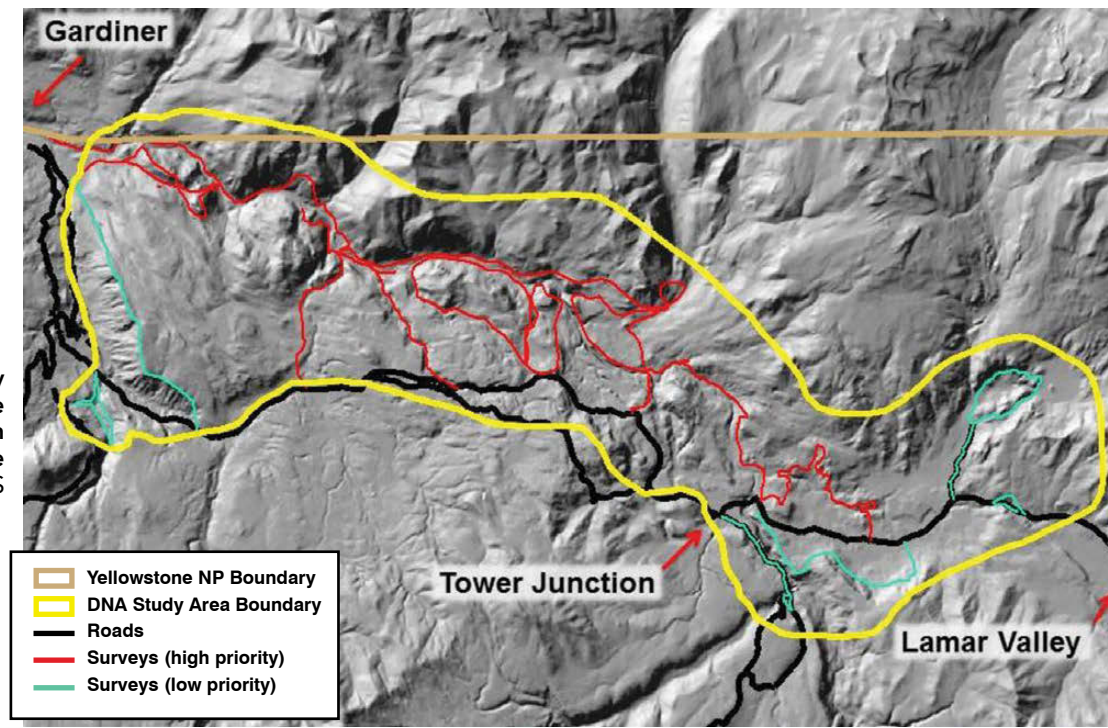 Gardiner
Tower Junction
Lamar Valley
Yellowstone NP Boundary
DNA Study Area Boundary
Roads
Surveys (high priority)
Surveys (low priority)